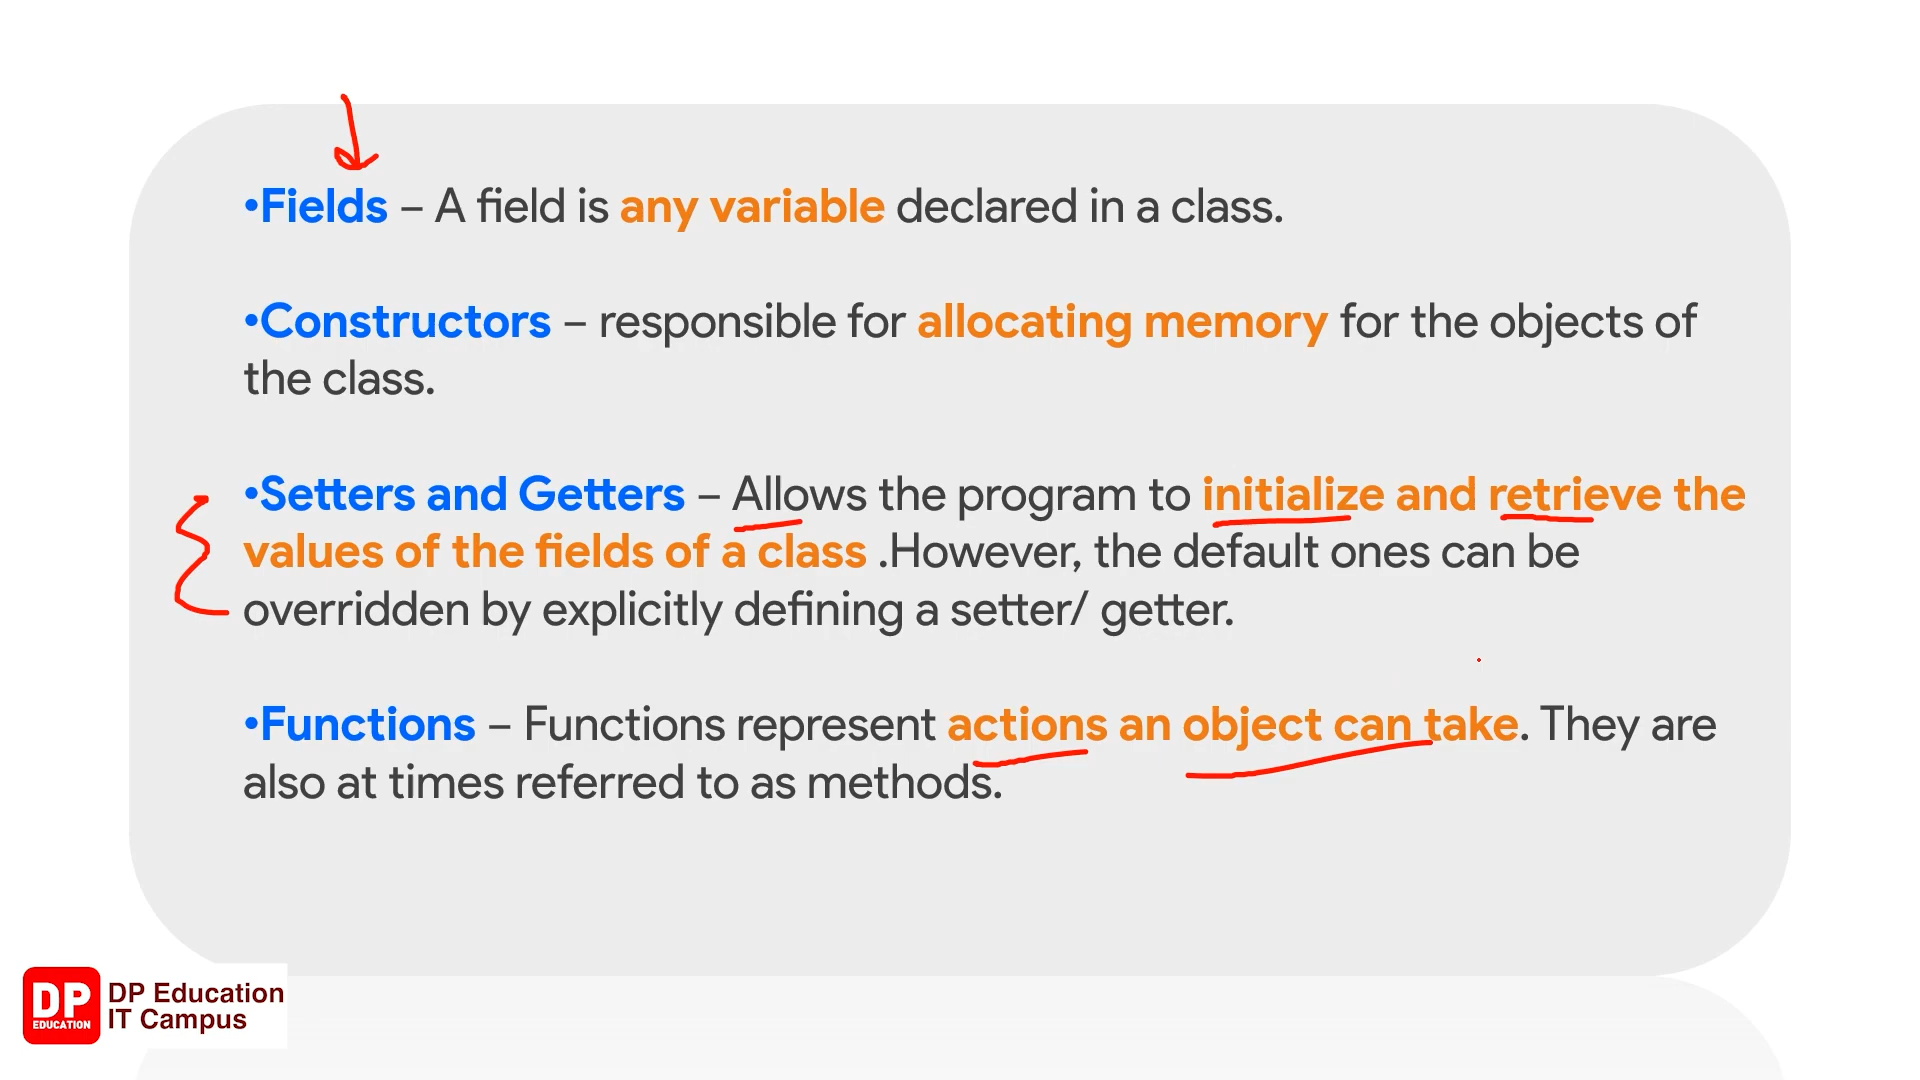 •Fields – A field is any variable declared in a class.
•Constructors – responsible for allocating memory for the objects of
the class.
•Setters and Getters – Allows the program to initialize and retrieve the
values of the fields of a class .However, the default ones can be
overridden by explicitly defining a setter/ getter.
•Functions – Functions represent actions an object can take. They are
also at times referred to as methods.
DP
EDUCATION
DP Education
IT Campus